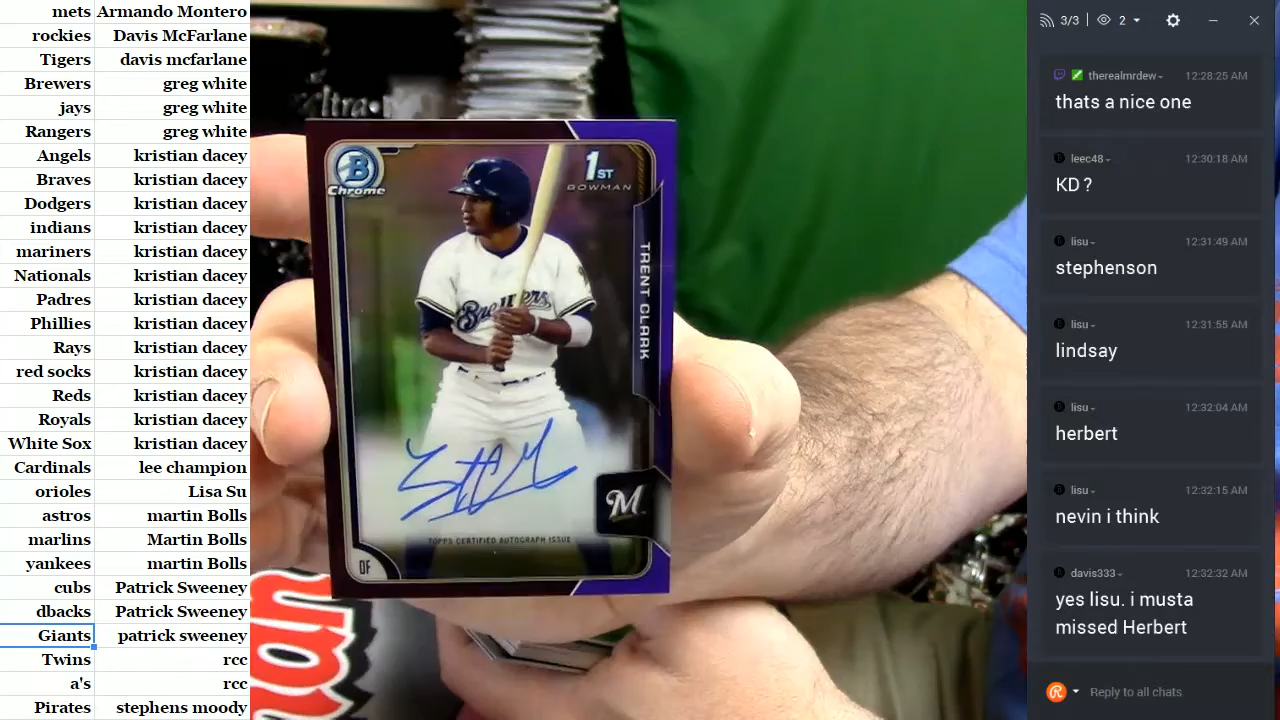 mets Armando Montero
rockies Davis McFarlane
Tigers davis mcfarlane
Brewers greg white
jays greg white
Rangers greg white
Angels kristian dacey
Braves kristian dacey
Dodgers kristian dacey
indians kristian dacey
mariners kristian dacey
Nationals kristian dacey
Padres kristian dacey
Phillies kristian dacey
Rays kristian dacey
red socks kristian dacey
Reds kristian dacey
Royals kristian dacey
White Sox kristian dacey
Cardinals lee champion
orioles Lisa Su
astros martin Bolls
marlins Martin Bolls
yankees martin Bolls
cubs Patrick Sweeney
dbacks Patrick Sweeney
Giants patrick sweeney
Twins rcc
a's rcc
Pirates stephens moody
B
Chrome
1ST
BOWMAN
TRENT CLARK
Brewers
M
TOPPS CERTIFIED AUTOGRAPH ISSUE
OF
3/3 2
therealmrdew 12:28:25 AM
thats a nice one
leec48 12:30:18 AM
KD ?
lisu 12:31:49 AM
stephenson
lisu 12:31:55 AM
lindsay
lisu 12:32:04 AM
herbert
lisu 12:32:15 AM
nevin i think
davis333 12:32:32 AM
yes lisu. i musta
missed Herbert
Reply to all chats